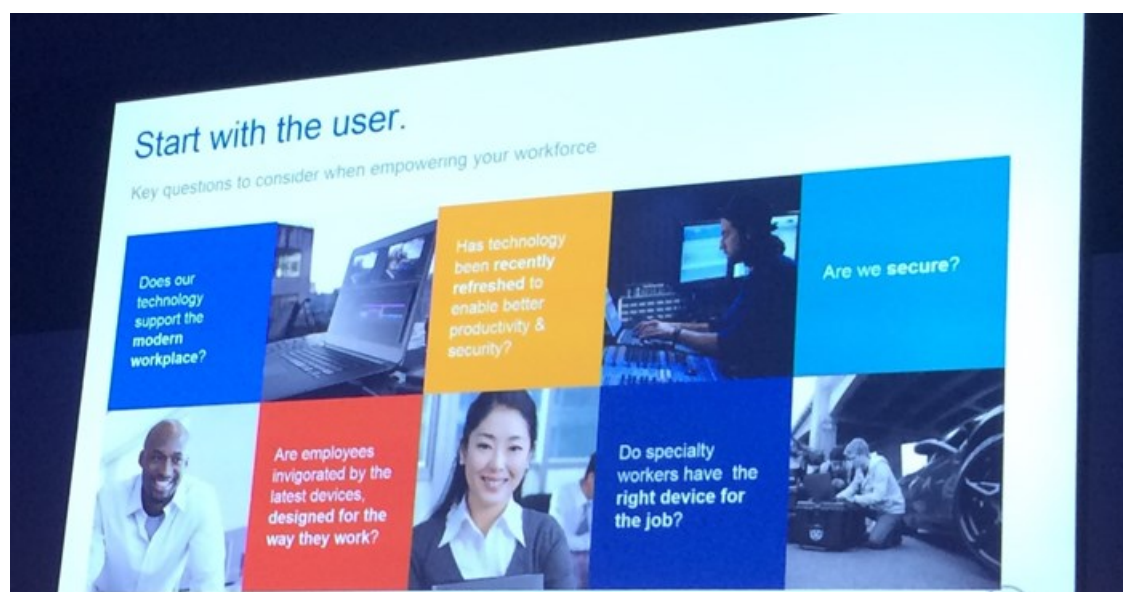 Start with the user.
Key questions to consider when empowering your workforce
Does our
technology
support the
modern
workplace?
Has technology
been recently
refreshed to
enable better
productivity &
security?
Are we secure?
Are employees
invigorated by the
latest devices,
designed for the
way they work?
Do specialty
workers have the
right device for
the job?